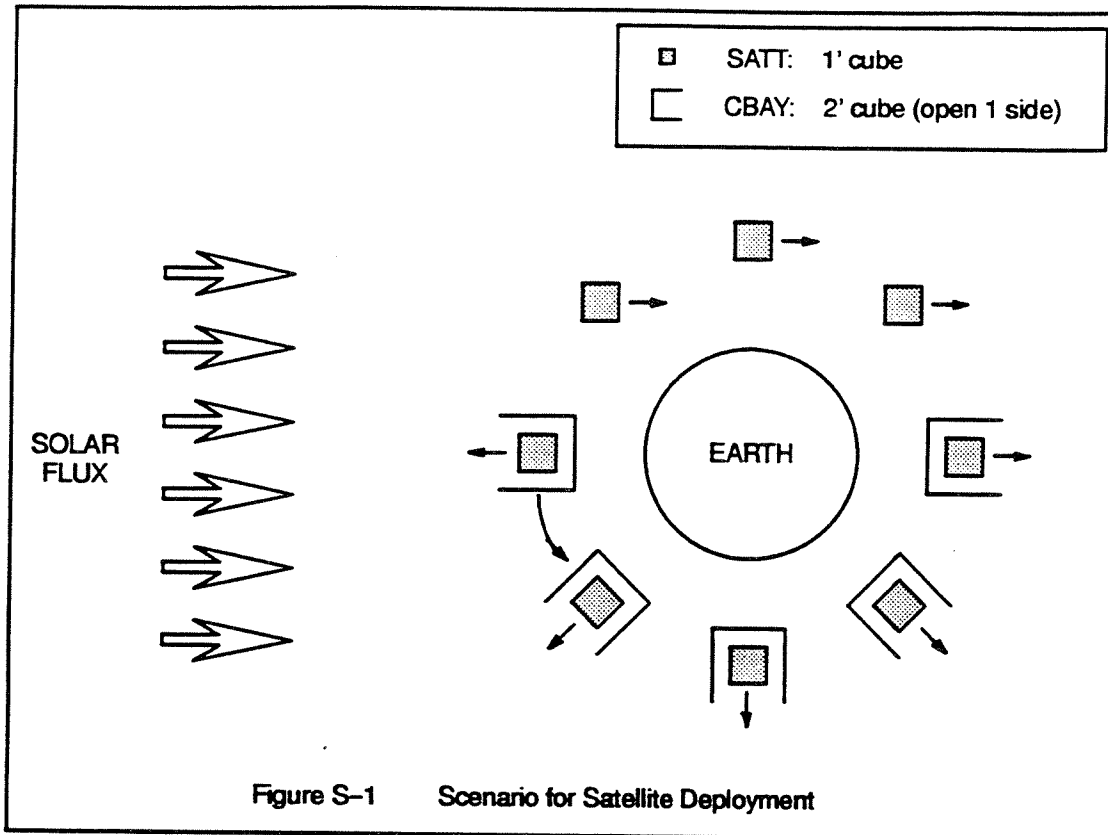 SATT: 1' cube
CBAY: 2' cube (open 1 side)
SOLAR
FLUX
EARTH
Figure S–1 Scenario for Satellite Deployment